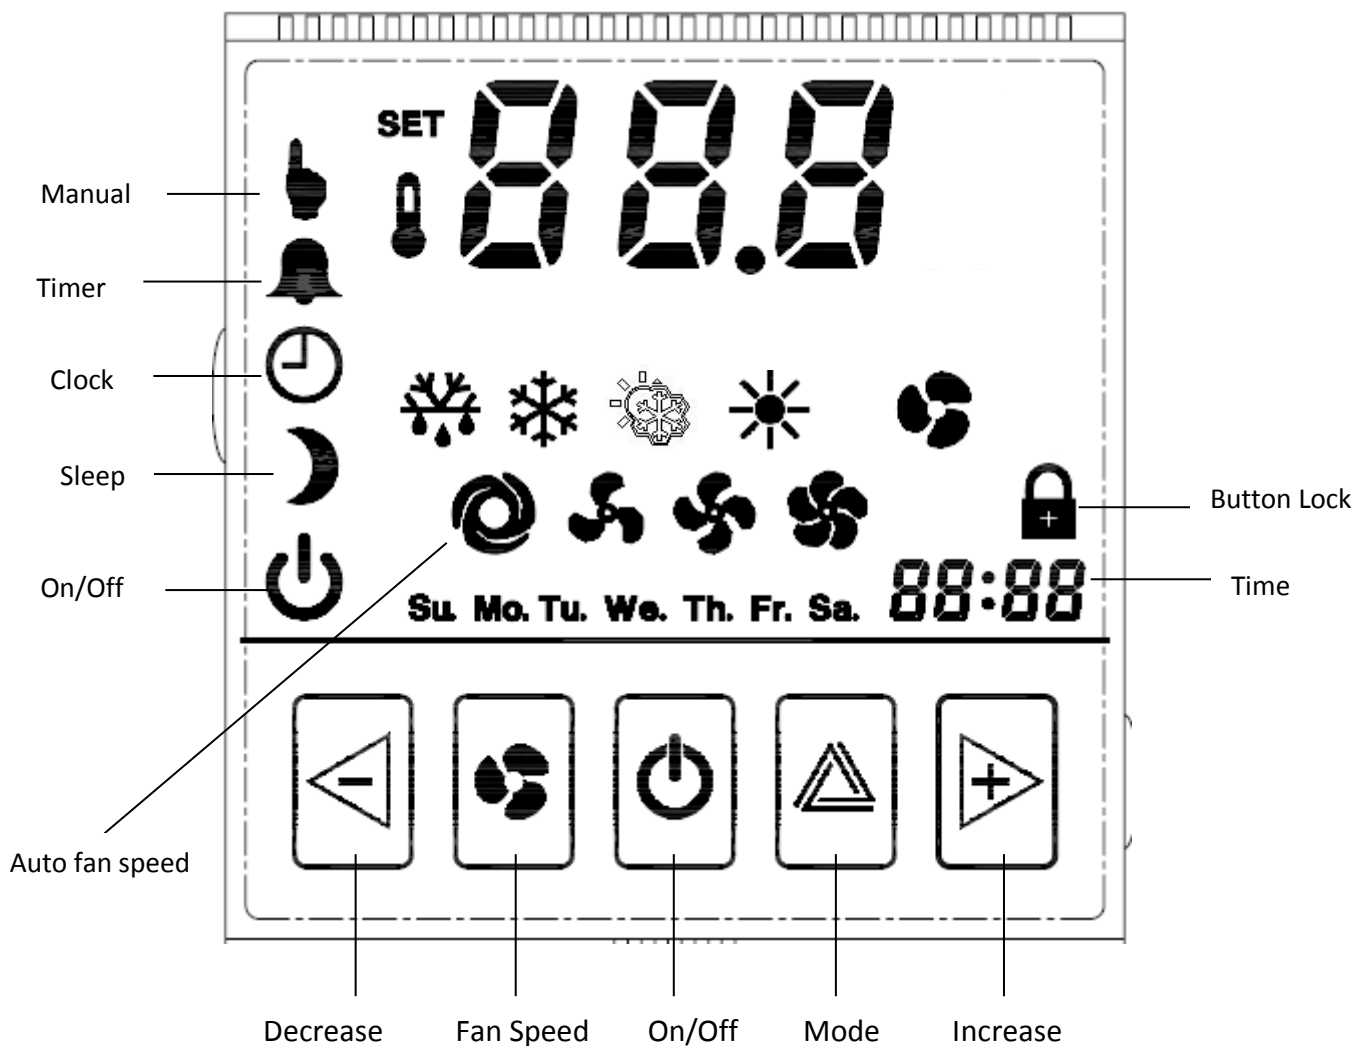 SET 88.8
Manual
Timer
Clock
Sleep
Button Lock
On/Off
Su. Mo. Tu. We. Th. Fr. Sa. 88:88
Time
- +
Auto fan speed
Decrease Fan Speed On/Off Mode Increase